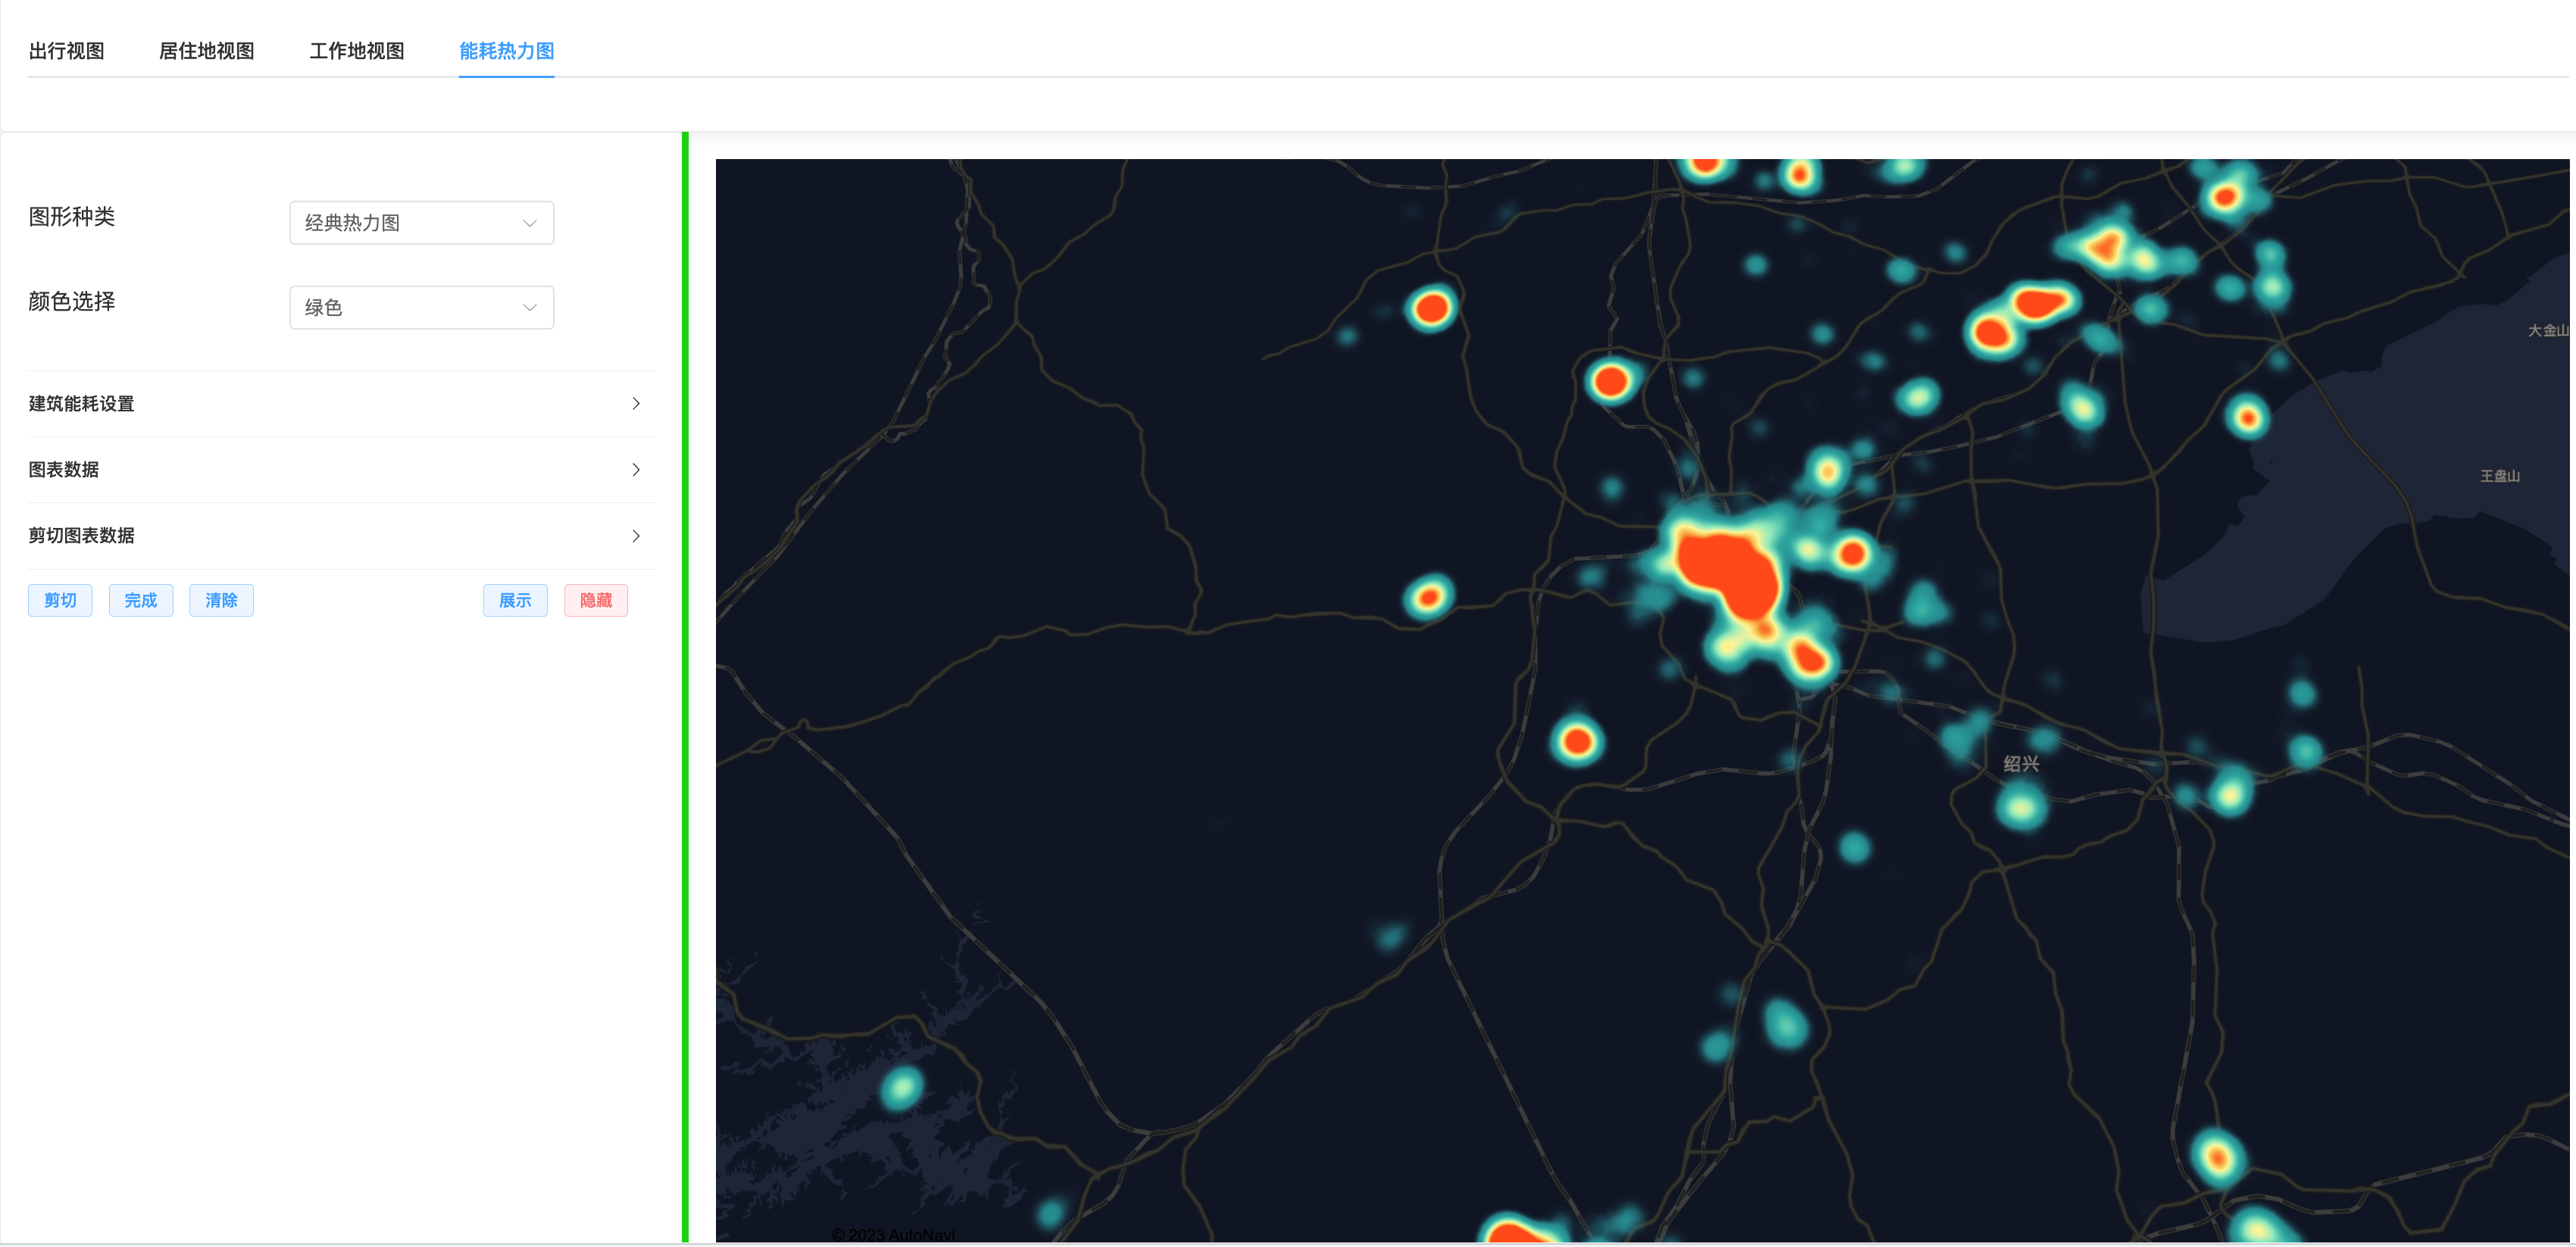 出行视图 居住地视图 工作地视图 能耗热力图
图形种类 经典热力图
颜色选择 绿色
建筑能耗设置
图表数据
剪切图表数据
剪切 完成 清除 展示 隐藏
大金山
王盘山
绍兴
© 2023 AutoNavi